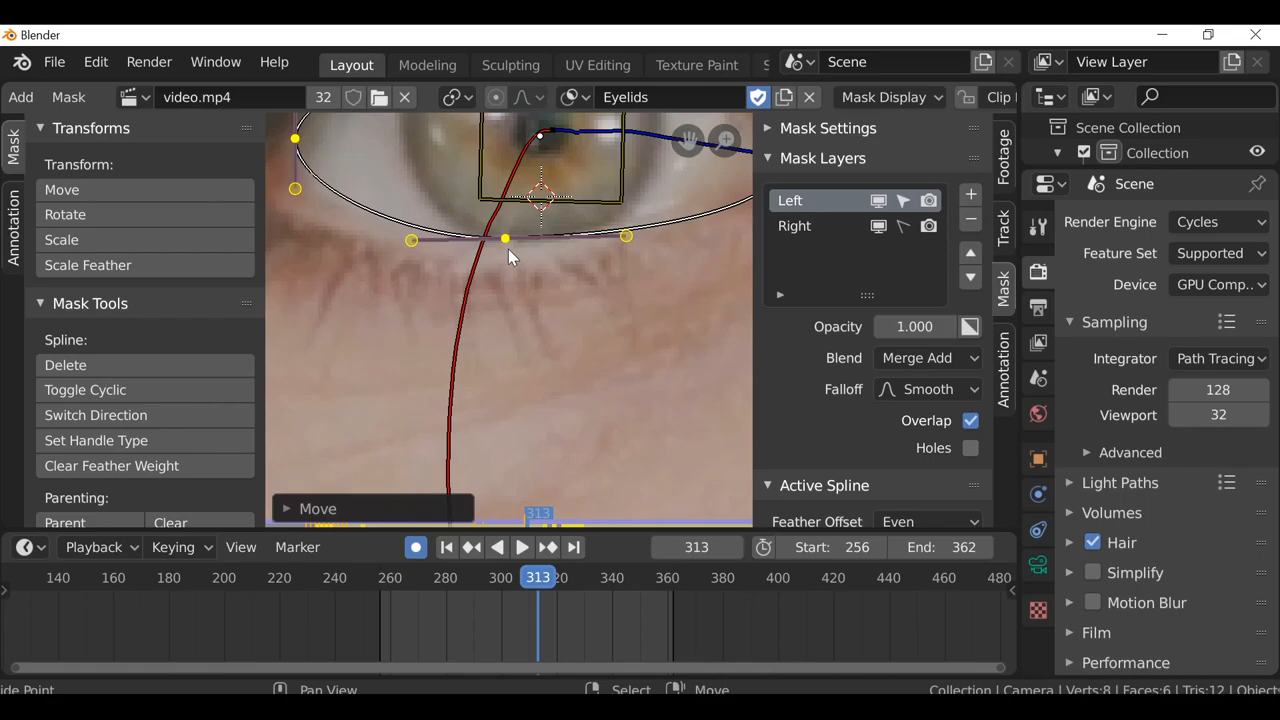 Blender
File Edit Render Window Help Layout Modeling Sculpting UV Editing Texture Paint S Scene View Layer
Add Mask video.mp4 32 Eyelids Mask Display Clip
Transforms
Transform:
Move
Rotate
Scale
Scale Feather
Mask Tools
Spline:
Delete
Toggle Cyclic
Switch Direction
Set Handle Type
Clear Feather Weight
Parenting:
Parent Clear
Mask
Annotation
Move
313
Mask Settings
Mask Layers
Left
Right
Opacity 1.000
Blend Merge Add
Falloff Smooth
Overlap
Holes
Active Spline
Feather Offset Even
Footage
Track
Mask
Annotation
Scene Collection
Collection
Scene
Render Engine Cycles
Feature Set Supported
Device GPU Comp..
Sampling
Integrator Path Tracing
Render 128
Viewport 32
Advanced
Light Paths
Volumes
Hair
Simplify
Motion Blur
Film
Performance
Playback Keying View Marker 313 Start: 256 End: 362
140 160 180 200 220 240 260 280 300 313 20 340 360 380 400 420 440 460 480
ide Point Pan View Select Move Collection | Camera | Verts:8 | Faces:6 | Tris:12 | Objects